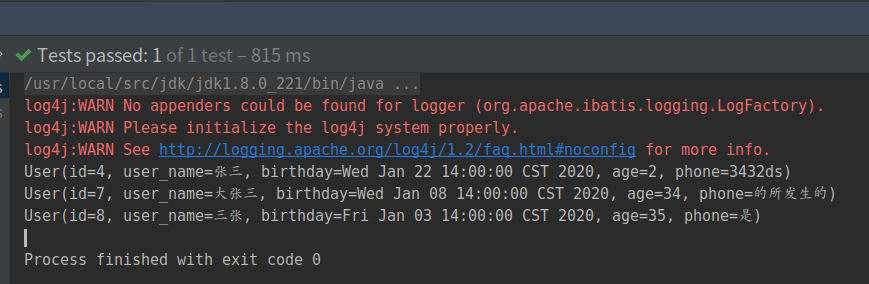 Tests passed: 1 of 1 test – 815 ms
/usr/local/src/jdk/jdk1.8.0_221/bin/java ...
log4j:WARN No appenders could be found for logger (org.apache.ibatis.logging.LogFactory).
log4j:WARN Please initialize the log4j system properly.
log4j:WARN See http://logging.apache.org/log4j/1.2/faq.html#noconfig for more info.
User(id=4, user_name=张三, birthday=Wed Jan 22 14:00:00 CST 2020, age=2, phone=3432ds)
User(id=7, user_name=大张三, birthday=Wed Jan 08 14:00:00 CST 2020, age=34, phone=的所发生的)
User(id=8, user_name=三张, birthday=Fri Jan 03 14:00:00 CST 2020, age=35, phone=是)
Process finished with exit code 0